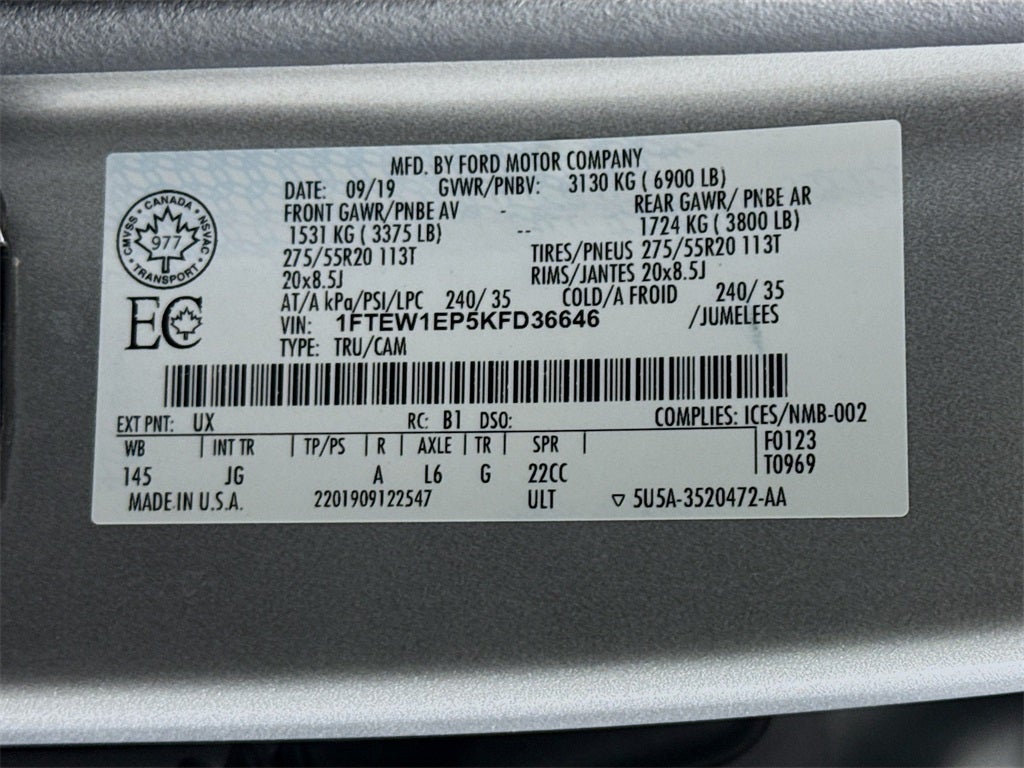 MFD. BY FORD MOTOR COMPANY
DATE: 09/19 GVWR/PNBV: 3130 KG ( 6900 LB)
FRONT GAWR/PNBE AV - REAR GAWR/ PNBE AR
1531 KG ( 3375 LB) -- 1724 KG ( 3800 LB)
275/55R20 113T TIRES/PNEUS 275/55R20 113T
20x8.5J RIMS/JANTES 20x8.5J
AT/A kPa/PSI/LPC 240/ 35 COLD/A FROID 240/ 35
VIN: 1FTEW1EP5KFD36646 /JUMELEES
TYPE: TRU/CAM
CANADA
CMVSS 977 NSVAC
TRANSPORT
EC
EXT PNT: UX RC: B1 DSO: COMPLIES: ICES/NMB-002
WB | INT TR | TP/PS | R | AXLE | TR | SPR | F0123
145 JG A L6 G 22CC T0969
MADE IN U.S.A. 2201909122547 ULT ▽ 5U5A-3520472-AA